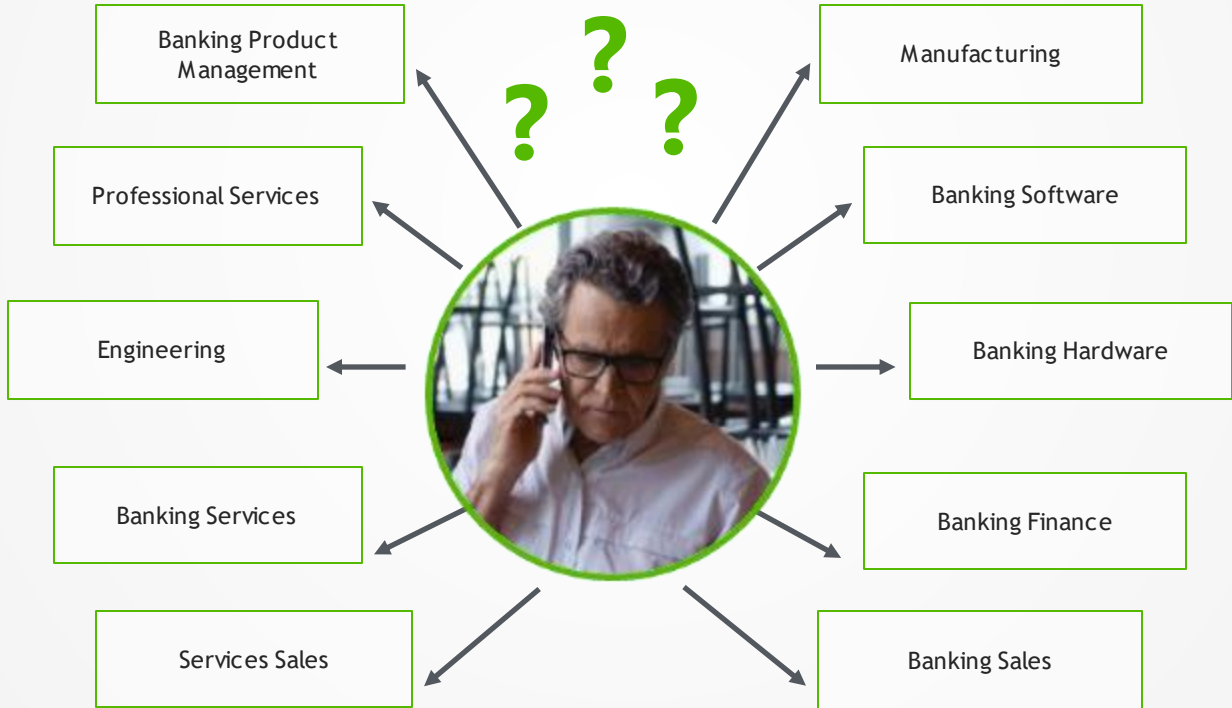 Banking Product
Management
? ? ?
Manufacturing
Professional Services
Banking Software
Engineering
Banking Hardware
Banking Services
Banking Finance
Services Sales
Banking Sales